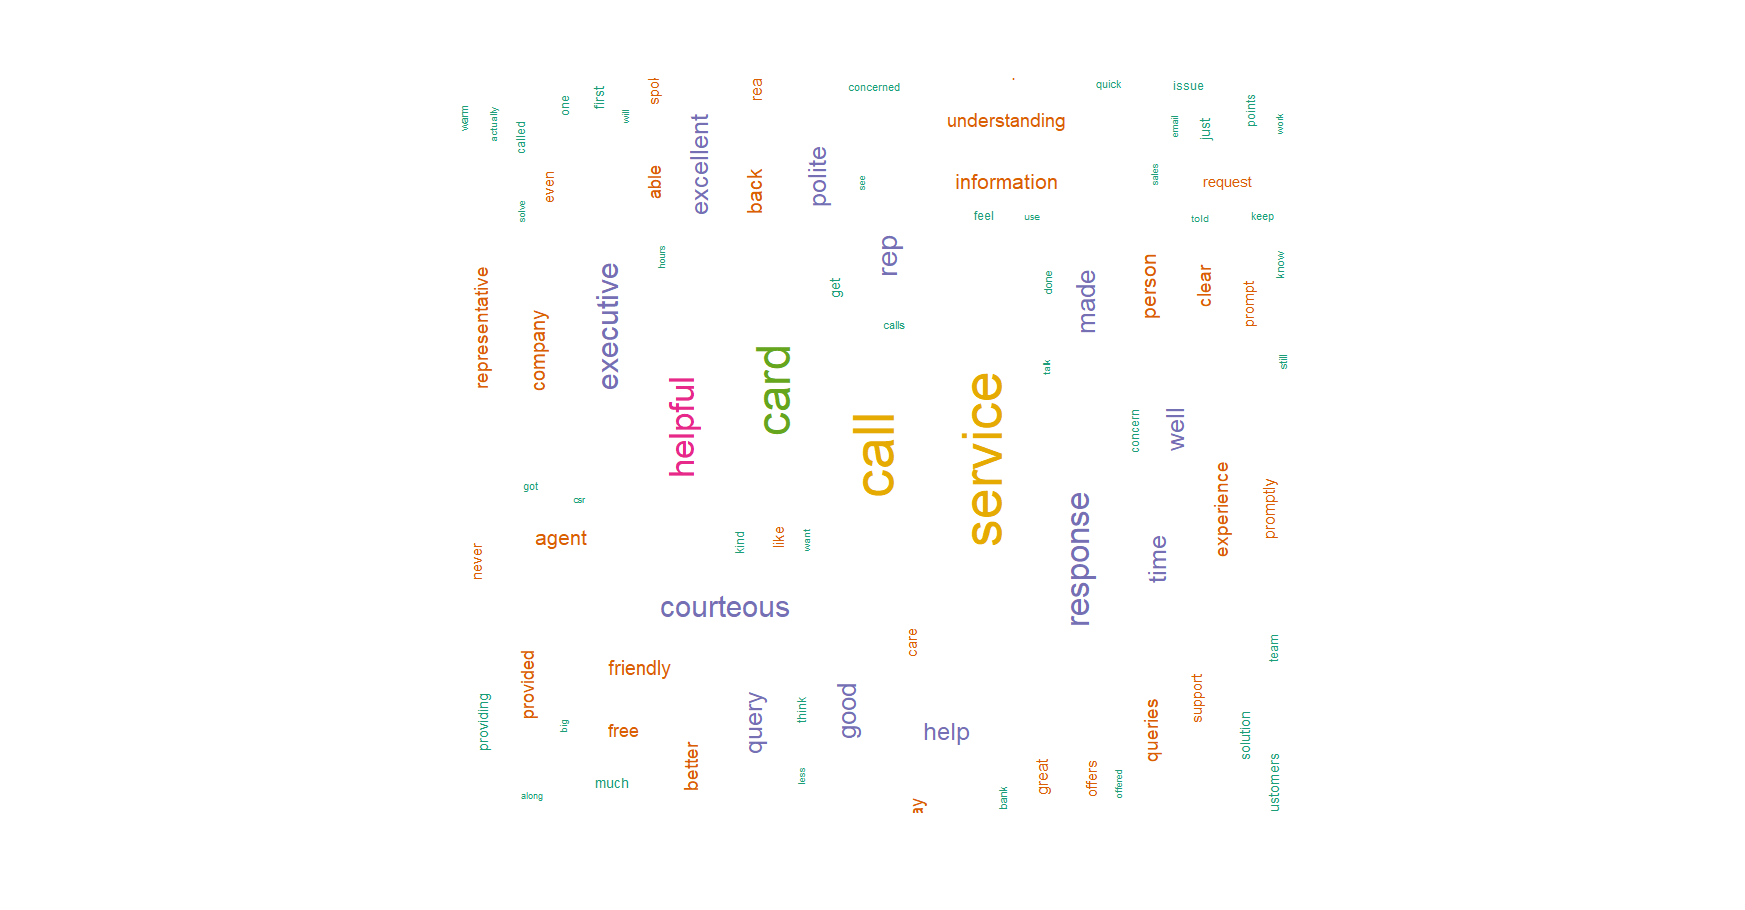 warm
actually
called
one
first
will
spol
rea
concerned
quick
issue
understanding
email
just
points
work
excellent
polite
even
able
back
see
information
sales
request
solve
feel
use
told
keep
hours
rep
get
calls
done
made
person
clear
prompt
know
representative
company
executive
card
helpful
call
service
talk
still
concern
well
got
csr
agent
never
kind
like
want
response
time
experience
promptly
courteous
care
team
provided
friendly
providing
big
free
better
query
think
good
help
queries
support
solution
much
along
less
ay
bank
great
offers
offered
ustomers